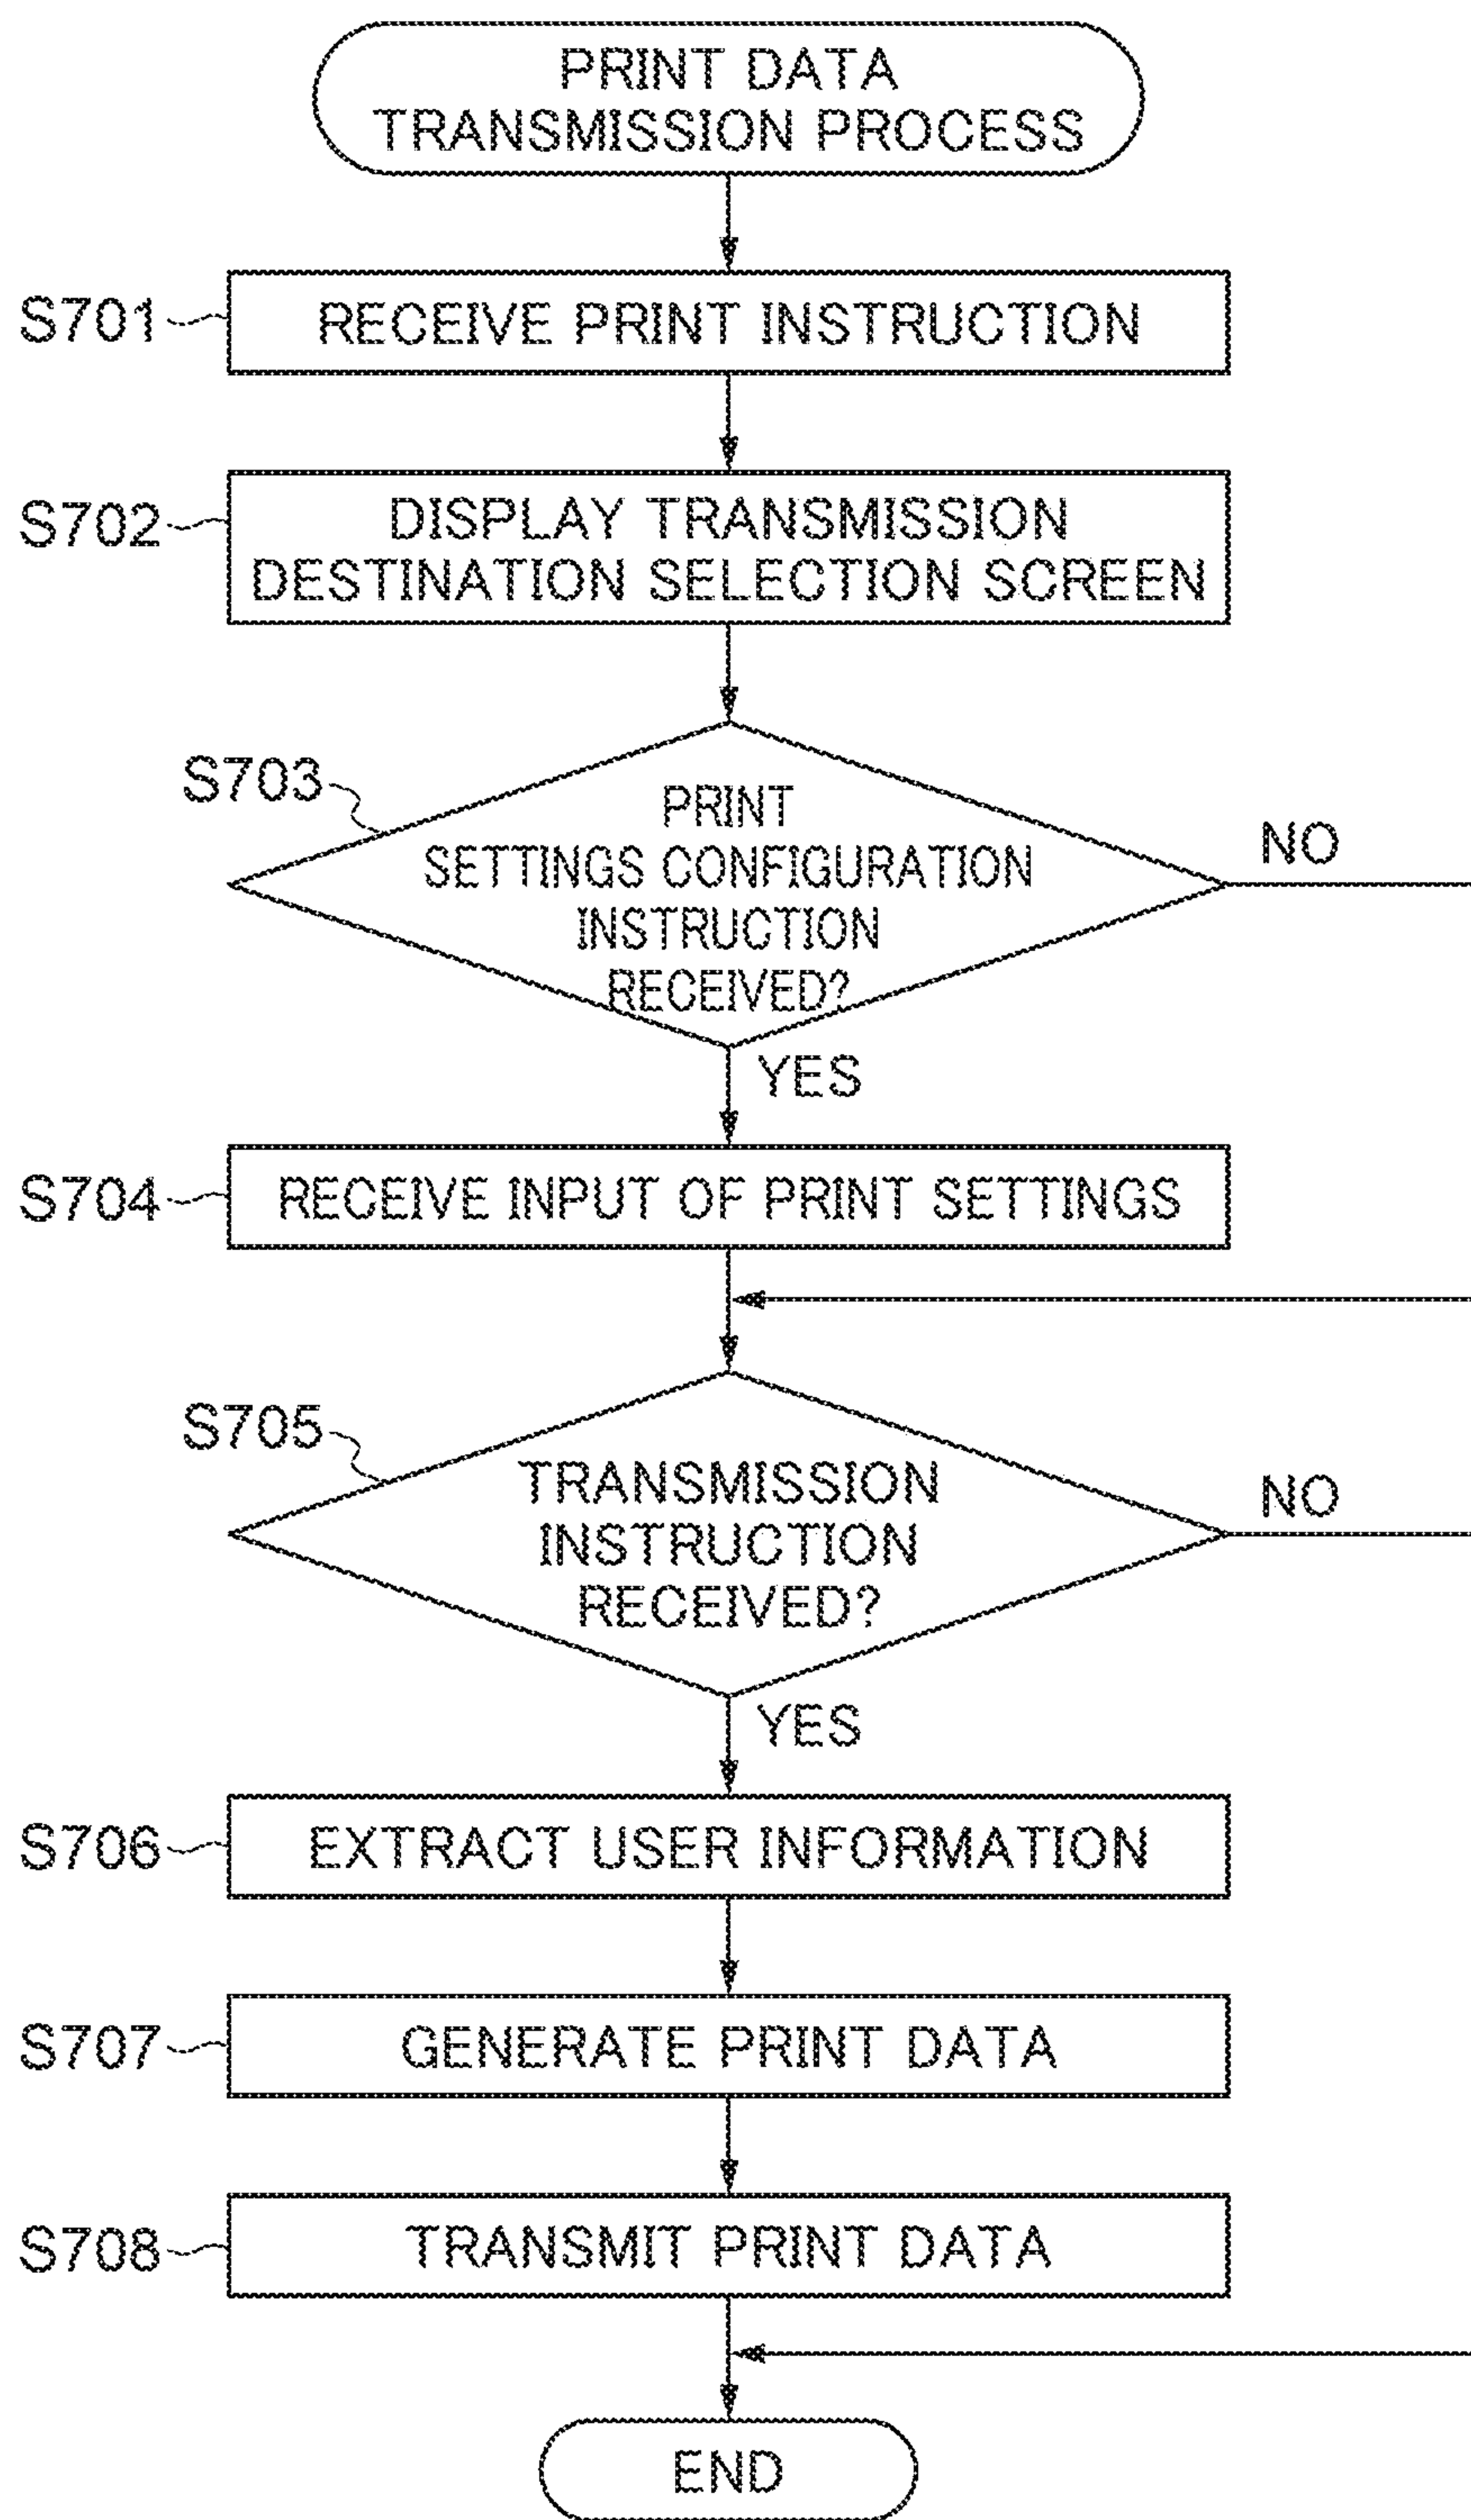 PRINT DATA
TRANSMISSION PROCESS
S701
RECEIVE PRINT INSTRUCTION
S702
DISPLAY TRANSMISSION
DESTINATION SELECTION SCREEN
S703
PRINT
SETTINGS CONFIGURATION
INSTRUCTION
RECEIVED?
NO
YES
S704
RECEIVE INPUT OF PRINT SETTINGS
S705
TRANSMISSION
INSTRUCTION
RECEIVED?
NO
YES
S706
EXTRACT USER INFORMATION
S707
GENERATE PRINT DATA
S708
TRANSMIT PRINT DATA
END